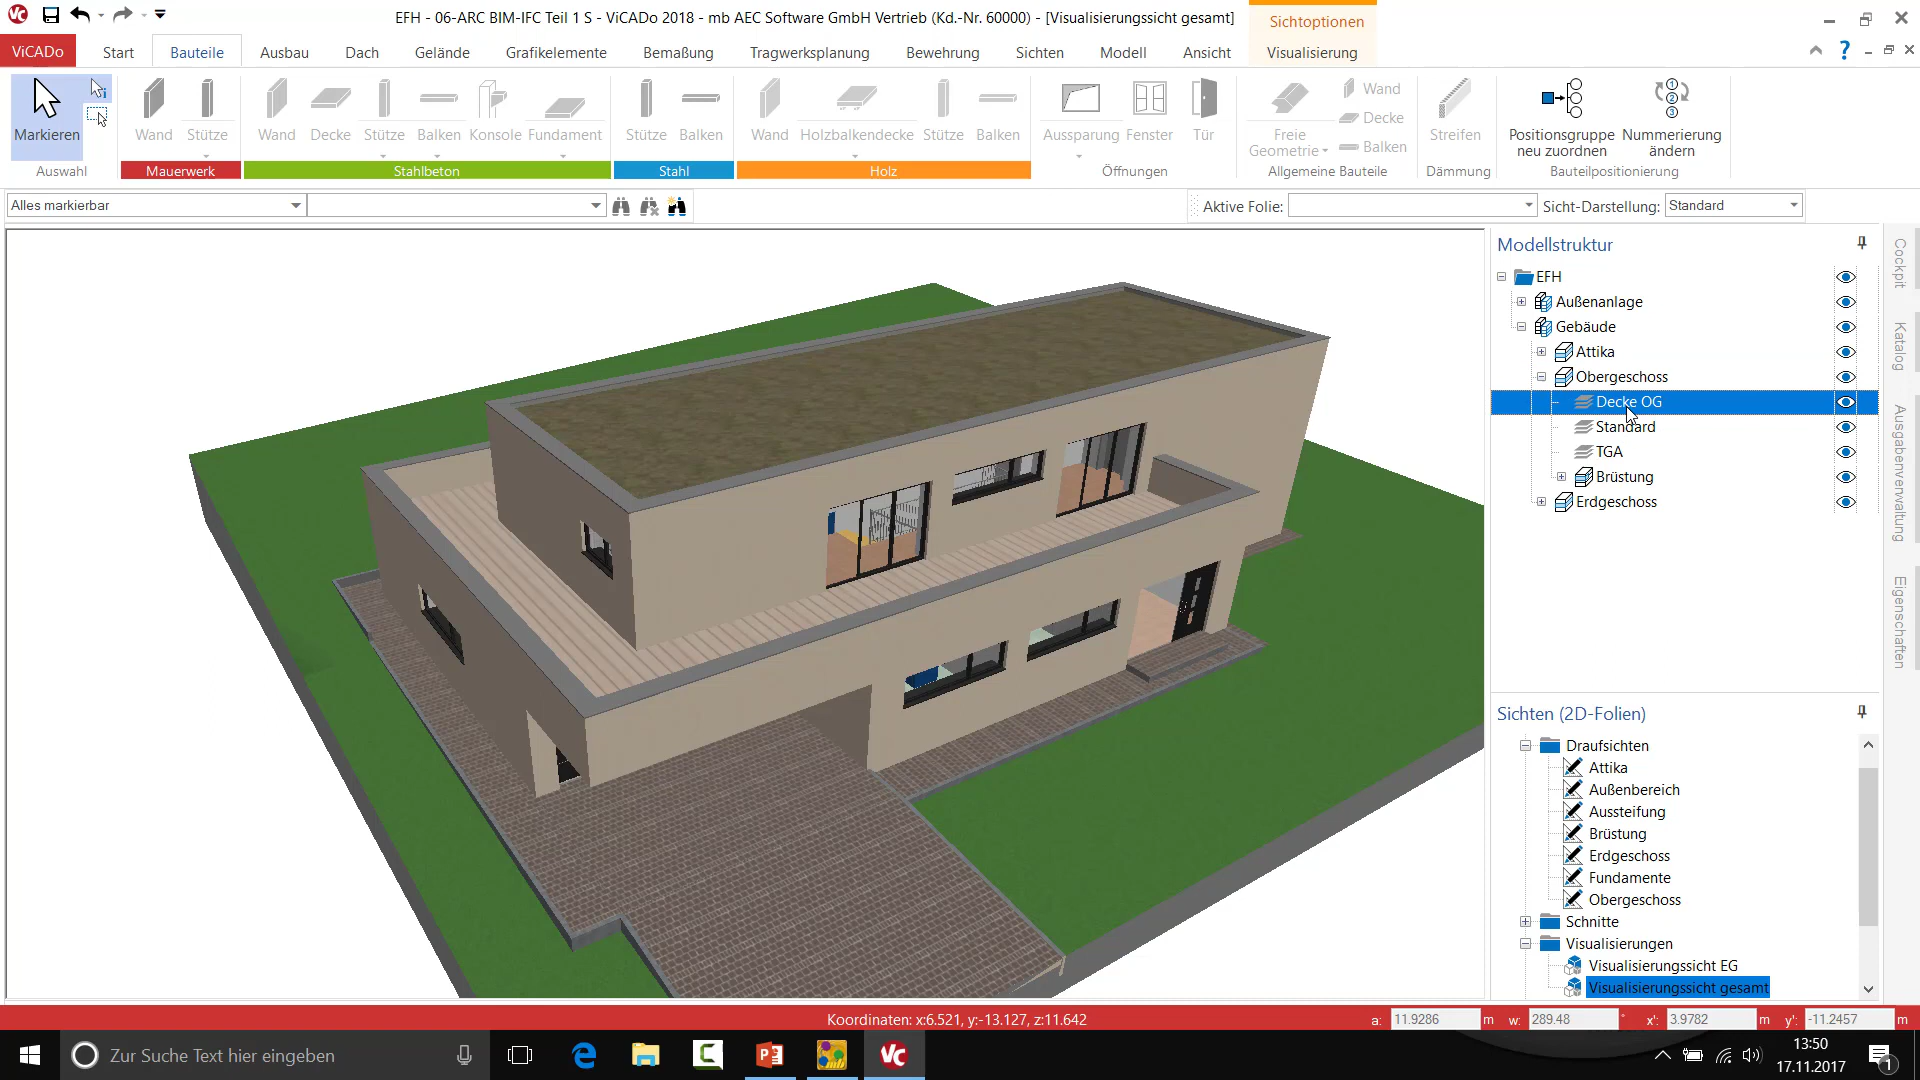 EFH - 06-ARC BIM-IFC Teil 1 S - ViCADo 2018 - mb AEC Software GmbH Vertrieb (Kd.-Nr. 60000) - [Visualisierungssicht gesamt]
Sichtoptionen
ViCADo Start Bauteile Ausbau Dach Gelände Grafikelemente Bemaßung Tragwerksplanung Bewehrung Sichten Modell Ansicht Visualisierung
Markieren
Auswahl
Wand Stütze
Mauerwerk
Wand Decke Stütze Balken Konsole Fundament
Stahlbeton
Stütze Balken
Stahl
Wand Holzbalkendecke Stütze Balken
Holz
Aussparung Fenster Tür
Öffnungen
Freie Geometrie
Wand
Decke
Balken
Allgemeine Bauteile
Streifen
Dämmung
Positionsgruppe neu zuordnen
Nummerierung ändern
Bauteilpositionierung
Alles markierbar
Aktive Folie:
Sicht-Darstellung: Standard
Modellstruktur
EFH
Außenanlage
Gebäude
Attika
Obergeschoss
Decke OG
Standard
TGA
Brüstung
Erdgeschoss
Cockpit
Katalog
Ausgabenverwaltung
Eigenschaften
Sichten (2D-Folien)
Draufsichten
Attika
Außenbereich
Aussteifung
Brüstung
Erdgeschoss
Fundamente
Obergeschoss
Schnitte
Visualisierungen
Visualisierungssicht EG
Visualisierungssicht gesamt
Koordinaten: x:6.521, y:-13.127, z:11.642
a: 11.9286 m w: 289.48 ° x': 3.9782 m y': -11.2457 m
Zur Suche Text hier eingeben
13:50
17.11.2017
1